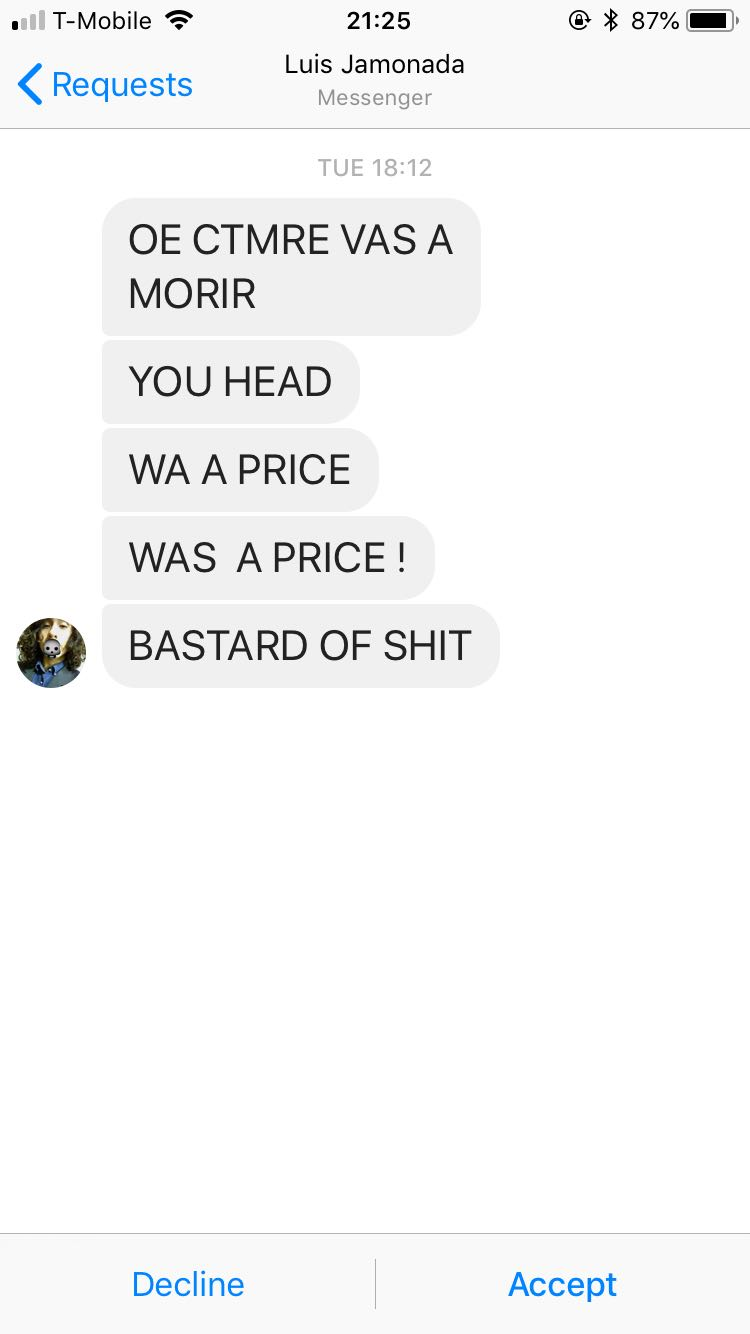 T-Mobile 21:25 87%
Requests
Luis Jamonada
Messenger
TUE 18:12
OE CTMRE VAS A
MORIR
YOU HEAD
WA A PRICE
WAS  A PRICE !
BASTARD OF SHIT
Decline
Accept